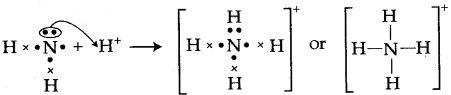 H + H
H × •N• + H⁺ ⟶ H × •N• × H or H—N—H
× × |
H H H